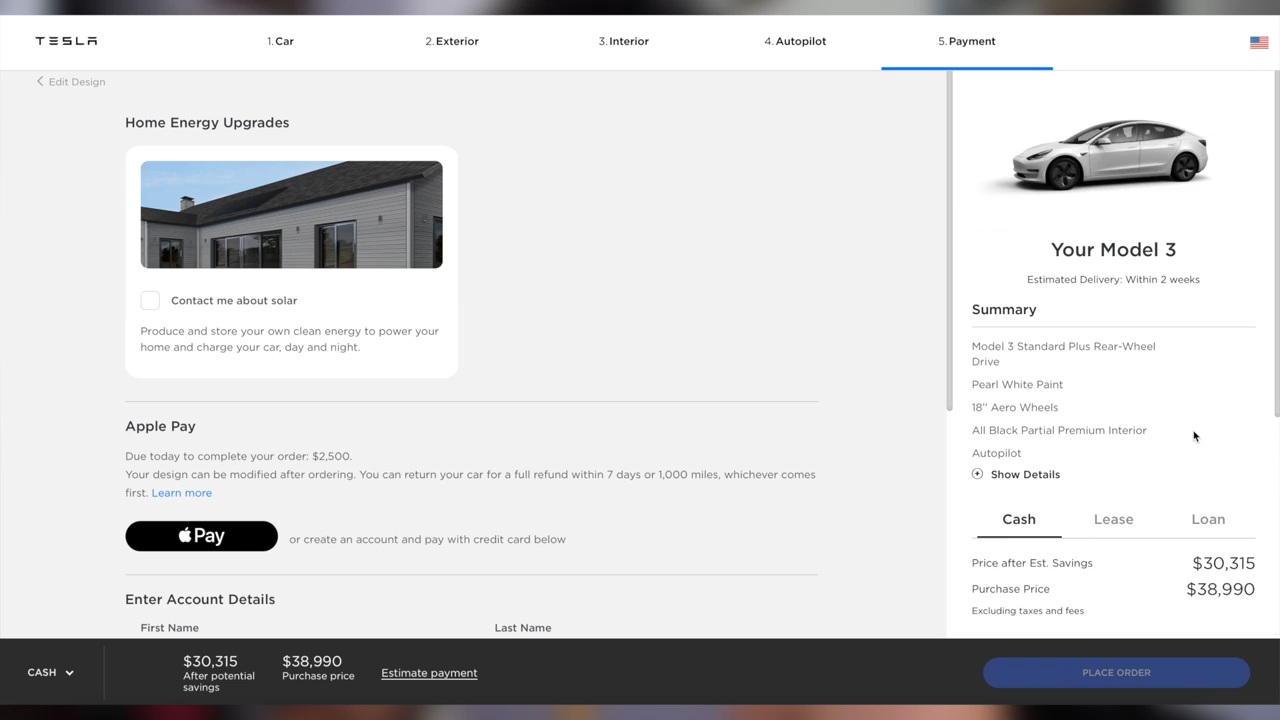 TESLA
1. Car
2. Exterior
3. Interior
4. Autopilot
5. Payment
Edit Design
Home Energy Upgrades
Contact me about solar
Produce and store your own clean energy to power your
home and charge your car, day and night.
Apple Pay
Due today to complete your order: $2,500.
Your design can be modified after ordering. You can return your car for a full refund within 7 days or 1,000 miles, whichever comes
first. Learn more
Pay
or create an account and pay with credit card below
Enter Account Details
First Name
Last Name
Your Model 3
Estimated Delivery: Within 2 weeks
Summary
Model 3 Standard Plus Rear-Wheel
Drive
Pearl White Paint
18" Aero Wheels
All Black Partial Premium Interior
Autopilot
Show Details
Cash
Lease
Loan
Price after Est. Savings
$30,315
Purchase Price
$38,990
Excluding taxes and fees
CASH
$30,315
After potential
savings
$38,990
Purchase price
Estimate payment
PLACE ORDER